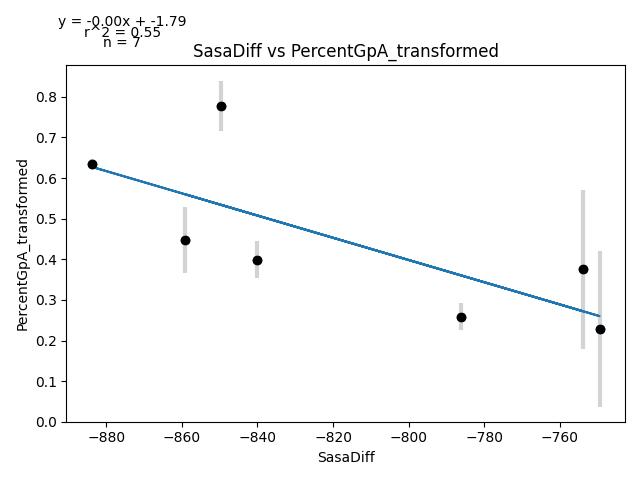 y = -0.00x + -1.79
r^2 = 0.55
n = 7
SasaDiff vs PercentGpA_transformed
PercentGpA_transformed
0.8
0.7
0.6
0.5
0.4
0.3
0.2
0.1
0.0
−880
−860
−840
−820
−800
−780
−760
SasaDiff